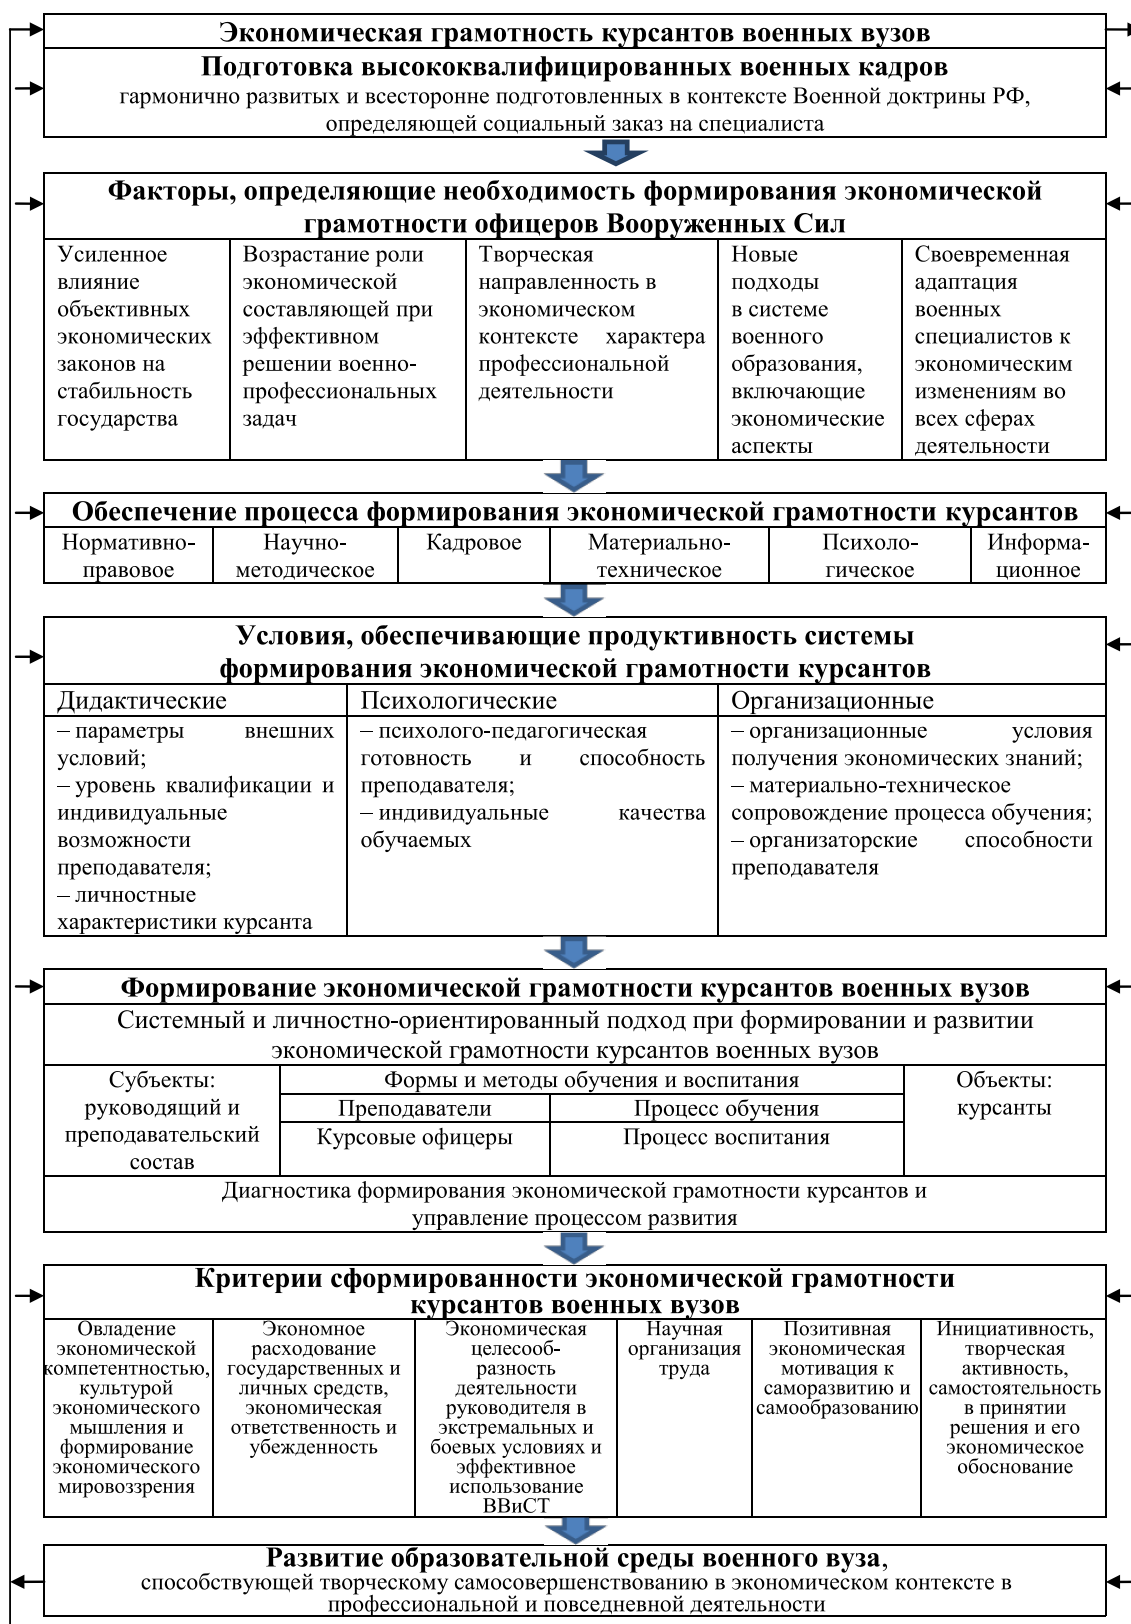 Экономическая грамотность курсантов военных вузов
Подготовка высококвалифицированных военных кадров
гармонично развитых и всесторонне подготовленных в контексте Военной доктрины РФ,
определяющей социальный заказ на специалиста
Факторы, определяющие необходимость формирования экономической
грамотности офицеров Вооруженных Сил
Усиленное
влияние
объективных
экономических
законов на
стабильность
государства
Возрастание роли
экономической
составляющей при
эффективном
решении военно-
профессиональных
задач
Творческая
направленность в
экономическом
контексте характера
профессиональной
деятельности
Новые
подходы
в системе
военного
образования,
включающие
экономические
аспекты
Своевременная
адаптация
военных
специалистов к
экономическим
изменениям во
всех сферах
деятельности
Обеспечение процесса формирования экономической грамотности курсантов
Нормативно-
правовое
Научно-
методическое
Кадровое
Материально-
техническое
Психоло-
гическое
Информа-
ционное
Условия, обеспечивающие продуктивность системы
формирования экономической грамотности курсантов
Дидактические
– параметры внешних
условий;
– уровень квалификации и
индивидуальные
возможности
преподавателя;
– личностные
характеристики курсанта
Психологические
– психолого-педагогическая
готовность и способность
преподавателя;
– индивидуальные качества
обучаемых
Организационные
– организационные условия
получения экономических знаний;
– материально-техническое
сопровождение процесса обучения;
– организаторские способности
преподавателя
Формирование экономической грамотности курсантов военных вузов
Системный и личностно-ориентированный подход при формировании и развитии
экономической грамотности курсантов военных вузов
Субъекты:
руководящий и
преподавательский
состав
Формы и методы обучения и воспитания
Преподаватели
Процесс обучения
Курсовые офицеры
Процесс воспитания
Объекты:
курсанты
Диагностика формирования экономической грамотности курсантов и
управление процессом развития
Критерии сформированности экономической грамотности
курсантов военных вузов
Овладение
экономической
компетентностью,
культурой
экономического
мышления и
формирование
экономического
мировоззрения
Экономное
расходование
государственных и
личных средств,
экономическая
ответственность и
убежденность
Экономическая
целесооб-
разность
деятельности
руководителя в
экстремальных и
боевых условиях и
эффективное
использование
ВВиСТ
Научная
организация
труда
Позитивная
экономическая
мотивация к
саморазвитию и
самообразованию
Инициативность,
творческая
активность,
самостоятельность
в принятии
решения и его
экономическое
обоснование
Развитие образовательной среды военного вуза,
способствующей творческому самосовершенствованию в экономическом контексте в
профессиональной и повседневной деятельности